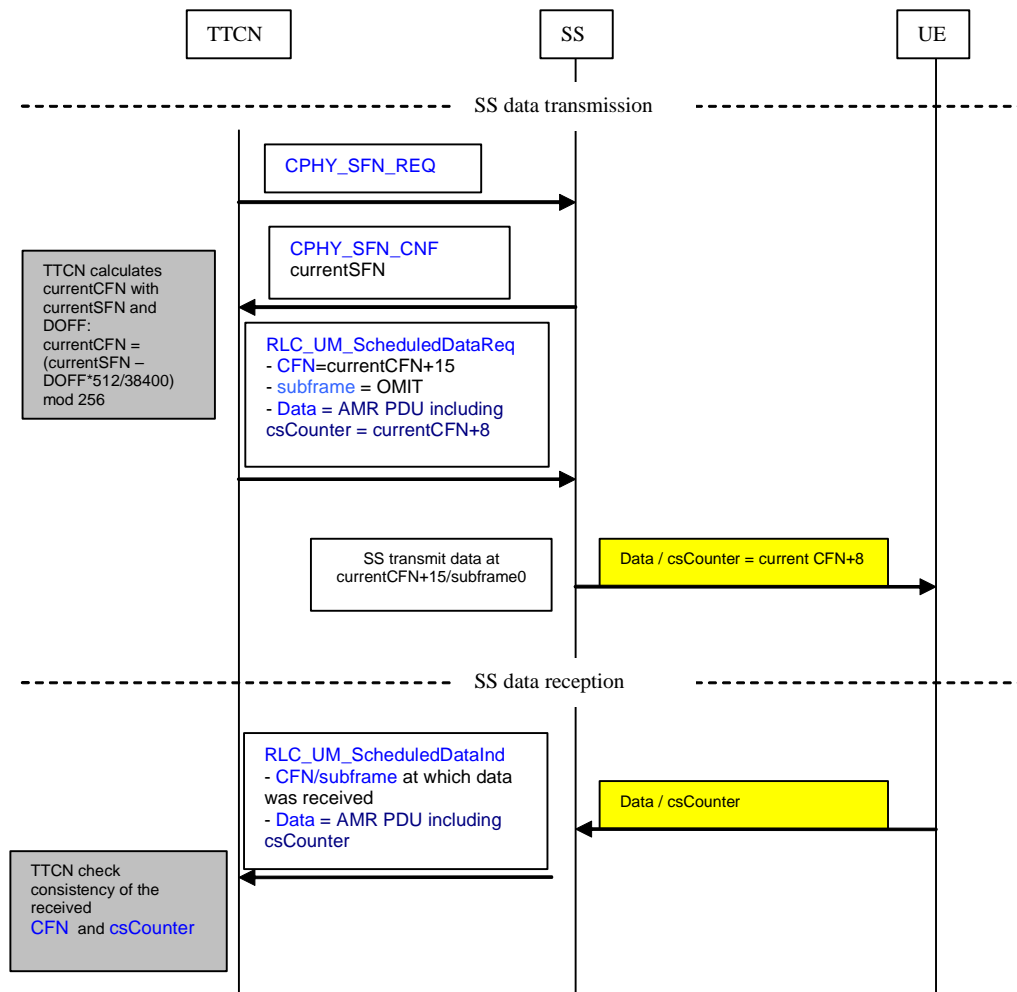 TTCN
SS
UE
SS data transmission
CPHY_SFN_REQ
CPHY_SFN_CNF
currentSFN
TTCN calculates
currentCFN with
currentSFN and
DOFF:
currentCFN =
(currentSFN –
DOFF*512/38400)
mod 256
RLC_UM_ScheduledDataReq
- CFN=currentCFN+15
- subframe = OMIT
- Data = AMR PDU including
csCounter = currentCFN+8
SS transmit data at
currentCFN+15/subframe0
Data / csCounter = current CFN+8
SS data reception
RLC_UM_ScheduledDataInd
- CFN/subframe at which data
was received
- Data = AMR PDU including
csCounter
Data / csCounter
TTCN check
consistency of the
received
CFN and csCounter